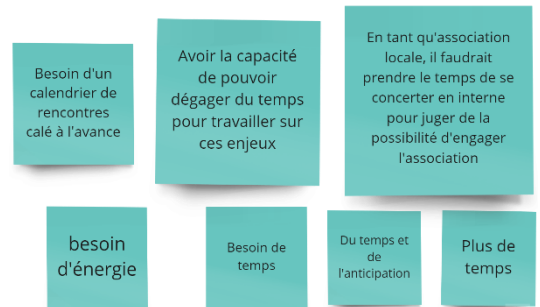 Besoin d'un
calendrier de
rencontres
calé à l'avance
Avoir la capacité
de pouvoir
dégager du temps
pour travailler sur
ces enjeux
En tant qu'association
locale, il faudrait
prendre le temps de se
concerter en interne
pour juger de la
possibilité d'engager
l'association
besoin
d'énergie
Besoin de
temps
Du temps et
de
l'anticipation
Plus de
temps